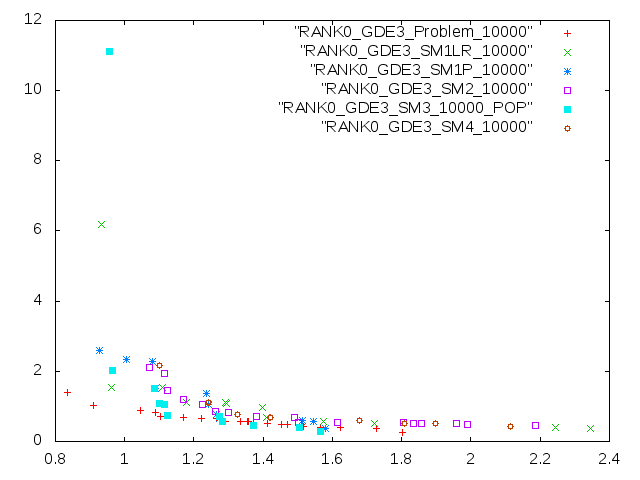 12
"RANK0_GDE3_Problem_10000"
"RANK0_GDE3_SM1LR_10000"
"RANK0_GDE3_SM1P_10000"
"RANK0_GDE3_SM2_10000"
"RANK0_GDE3_SM3_10000_POP"
"RANK0_GDE3_SM4_10000"
10
8
6
4
2
0
0.8 1 1.2 1.4 1.6 1.8 2 2.2 2.4